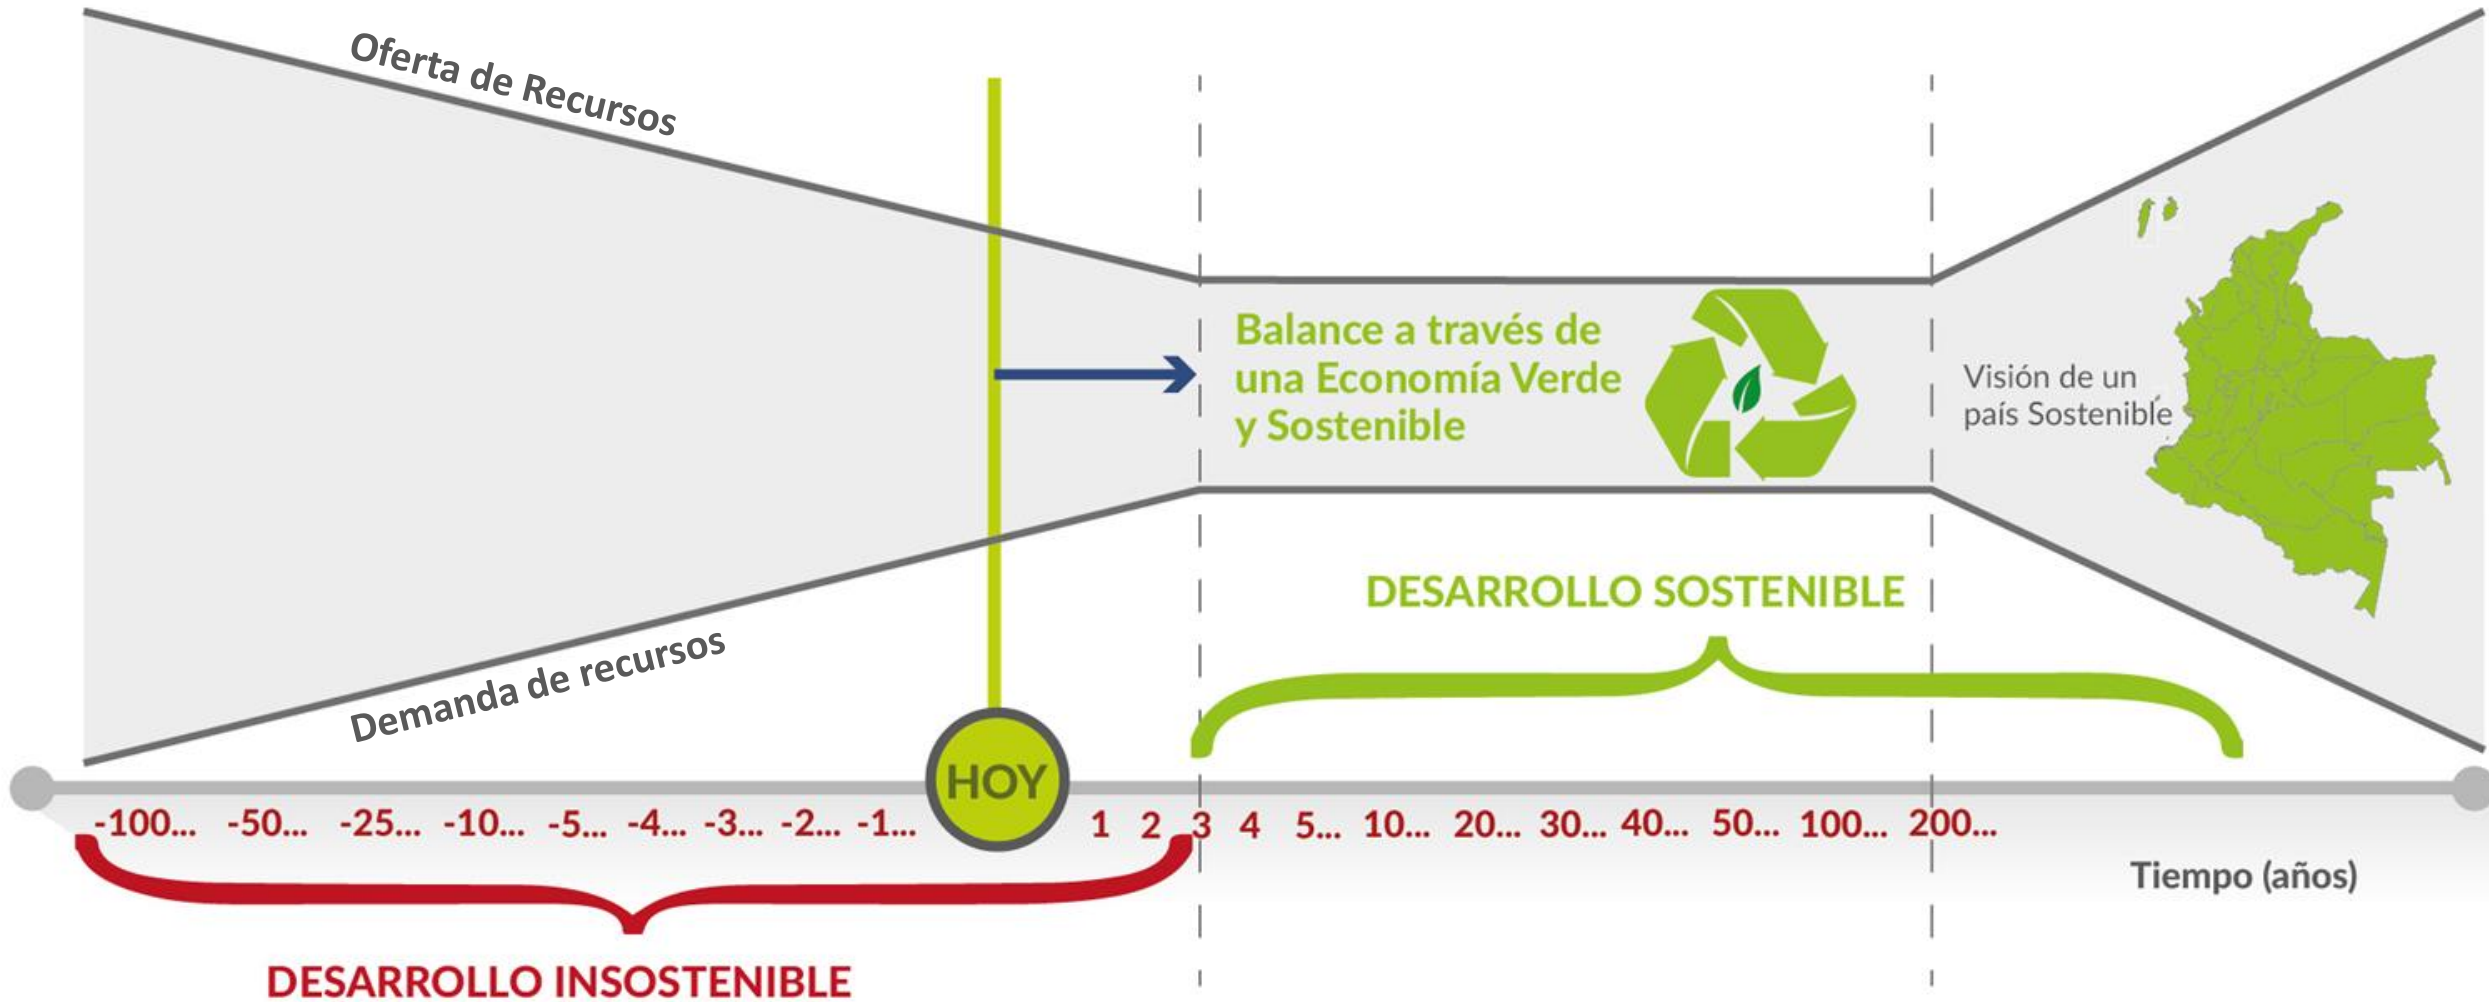 Oferta de Recursos
Balance a través de
una Economía Verde
y Sostenible
Visión de un
país Sostenible
DESARROLLO SOSTENIBLE
Demanda de recursos
HOY
-100... -50... -25... -10... -5... -4... -3... -2... -1... 1 2 3 4 5... 10... 20... 30... 40... 50... 100... 200...
Tiempo (años)
DESARROLLO INSOSTENIBLE